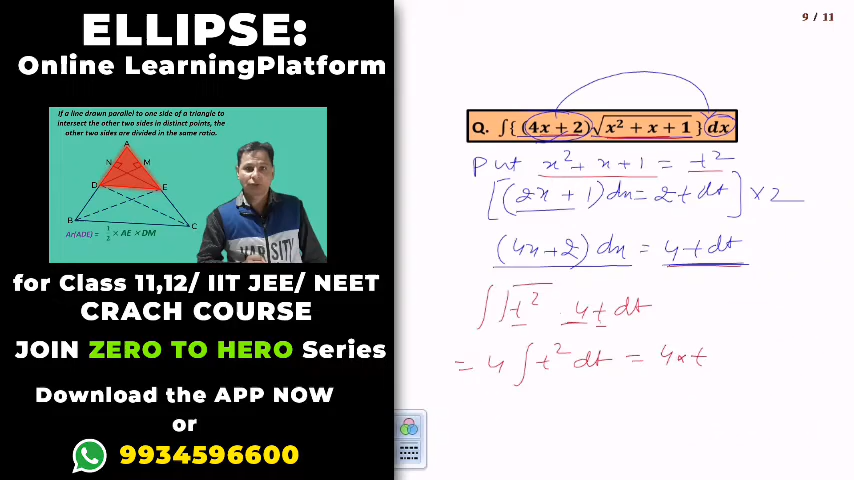 ELLIPSE:
Online LearningPlatform
If a line drawn parallel to one side of a triangle to
intersect the other two sides in distinct points, the
other two sides are divided in the same ratio.
A
N M
D E
B C
Ar(ADE) = 1/2 × AE × DM
VARSITY
for Class 11,12/ IIT JEE/ NEET
CRACH COURSE
JOIN ZERO TO HERO Series
Download the APP NOW
or
9934596600
9 / 11
Q. ∫{ (4x + 2)√(x² + x + 1) } dx
Put x² + x + 1 = t²
[(2x + 1)dx = 2t dt] × 2
(4x + 2) dx = 4t dt
∫√t² . 4t dt
= 4 ∫ t² dt = 4 × t